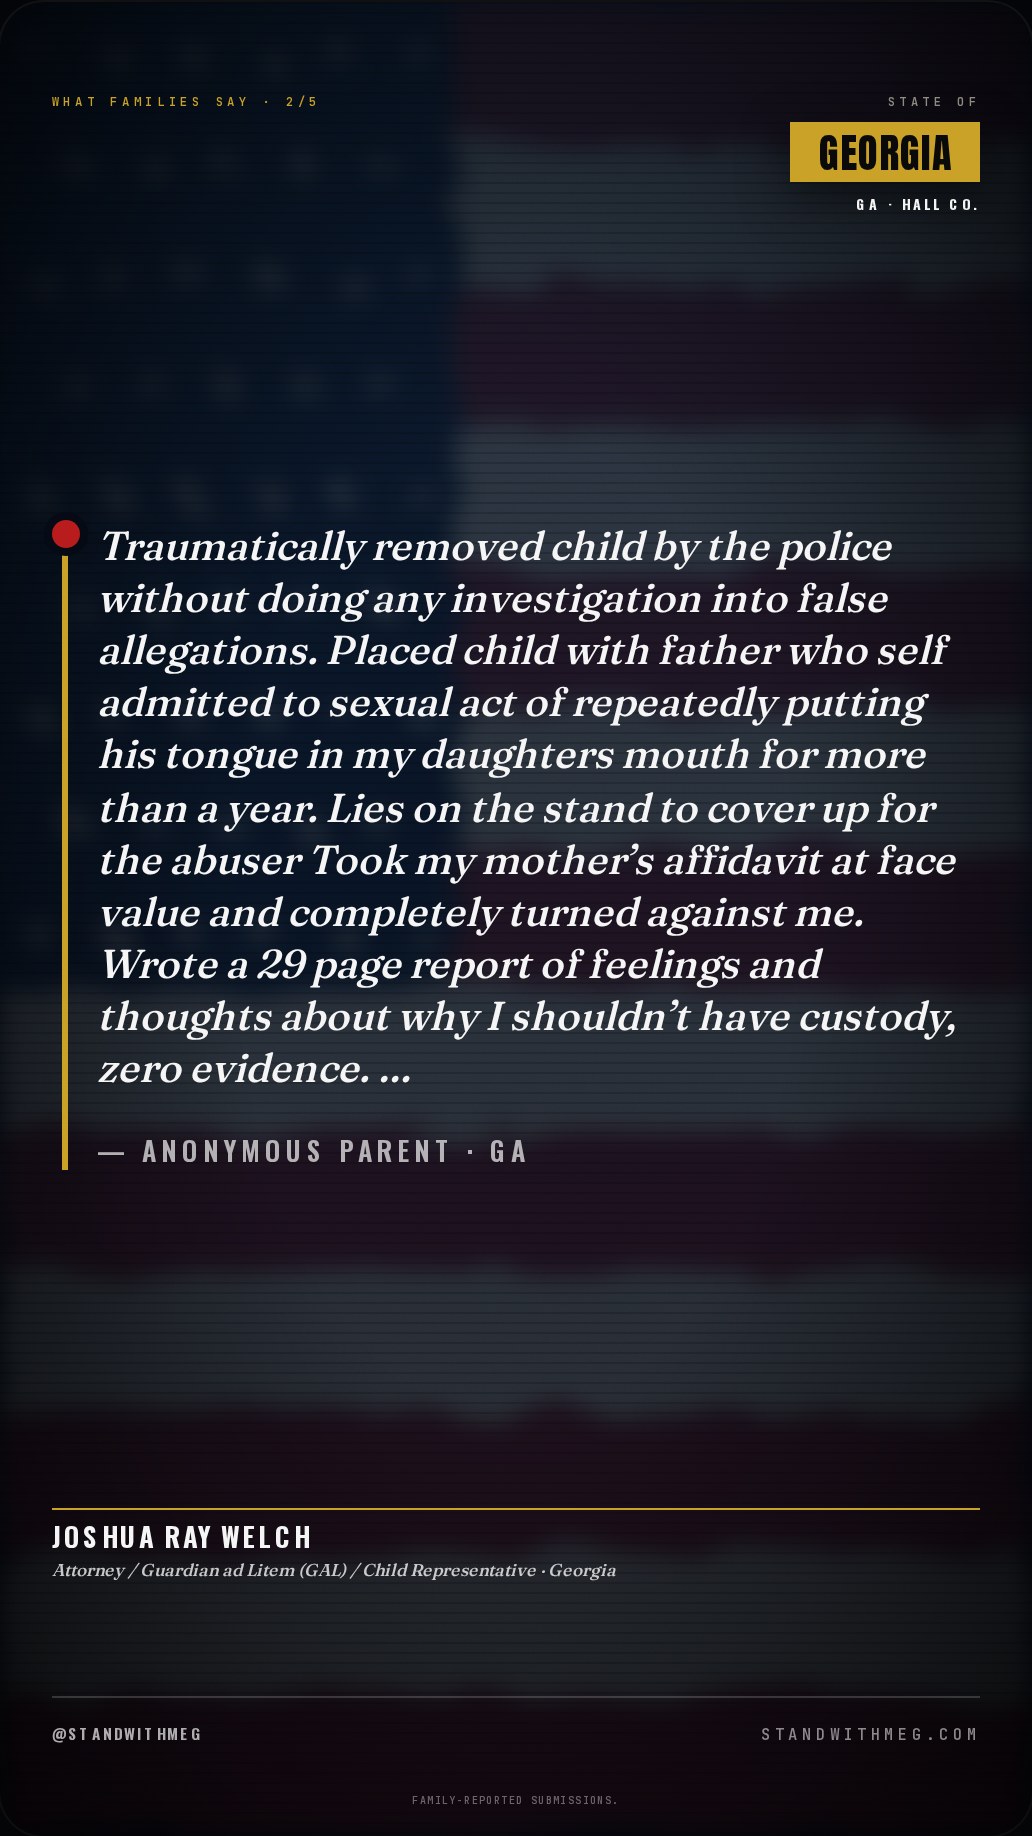 WHAT FAMILIES SAY · 2/5
STATE OF
GEORGIA
GA · HALL CO.
Traumatically removed child by the police
without doing any investigation into false
allegations. Placed child with father who self
admitted to sexual act of repeatedly putting
his tongue in my daughters mouth for more
than a year. Lies on the stand to cover up for
the abuser Took my mother’s affidavit at face
value and completely turned against me.
Wrote a 29 page report of feelings and
thoughts about why I shouldn’t have custody,
zero evidence. ...
— ANONYMOUS PARENT · GA
JOSHUA RAY WELCH
Attorney / Guardian ad Litem (GAL) / Child Representative · Georgia
@STANDWITHMEG
STANDWITHMEG.COM
FAMILY-REPORTED SUBMISSIONS.